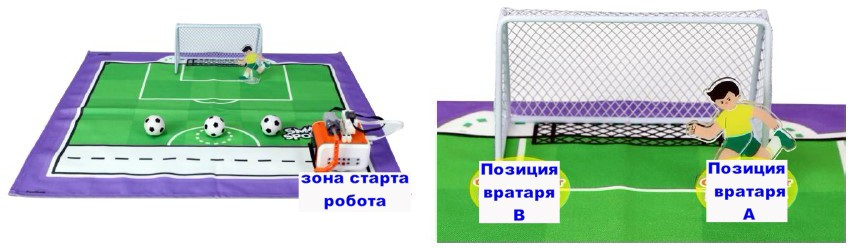 зона старта
робота
Позиция
вратаря
В
Позиция
вратаря
А